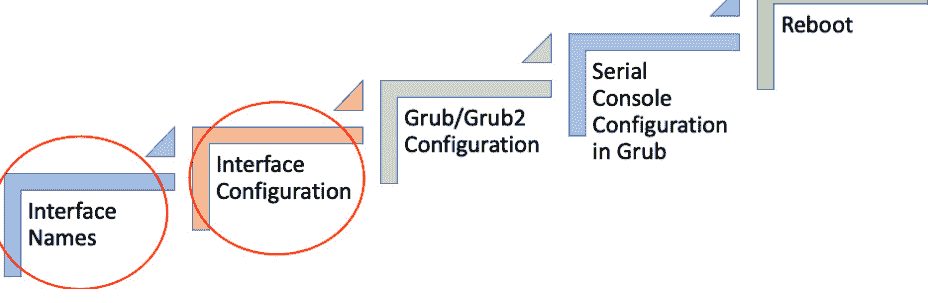 Interface
Names
Interface
Configuration
Grub/Grub2
Configuration
Serial
Console
Configuration
in Grub
Reboot